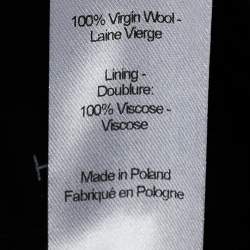 100% Virgin Wool -
Laine Vierge
Lining -
Doublure:
100% Viscose -
Viscose
Made in Poland
Fabriqué en Pologne